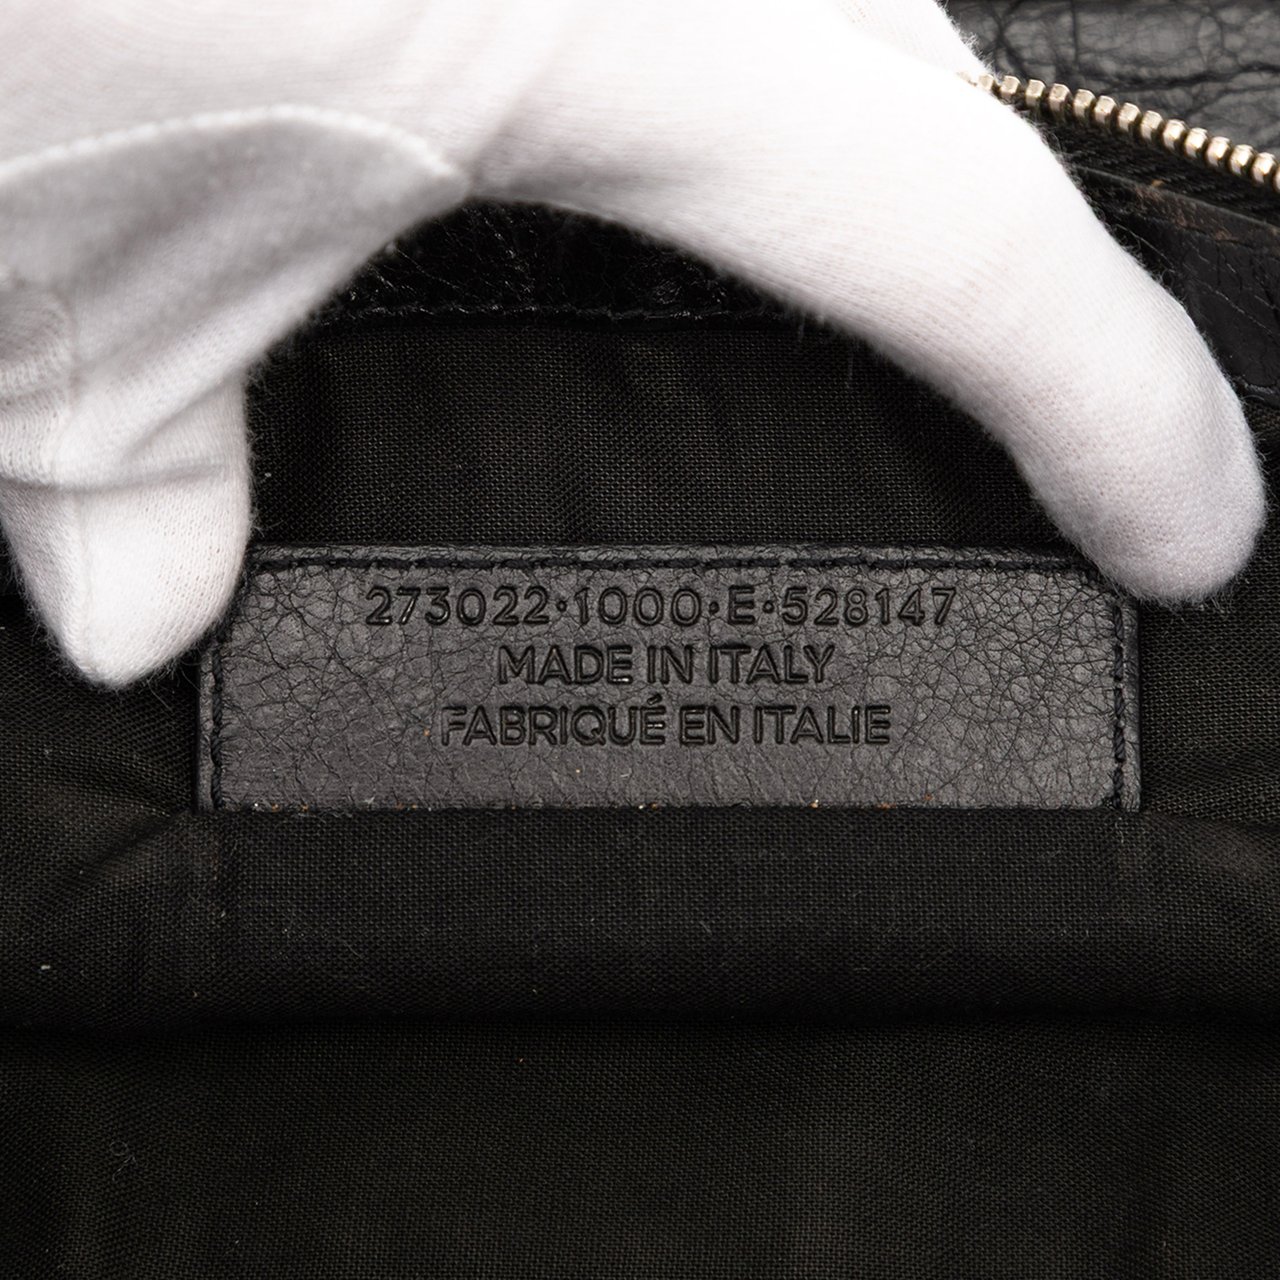 273022•1000•E•528147
MADE IN ITALY
FABRIQUÉ EN ITALIE